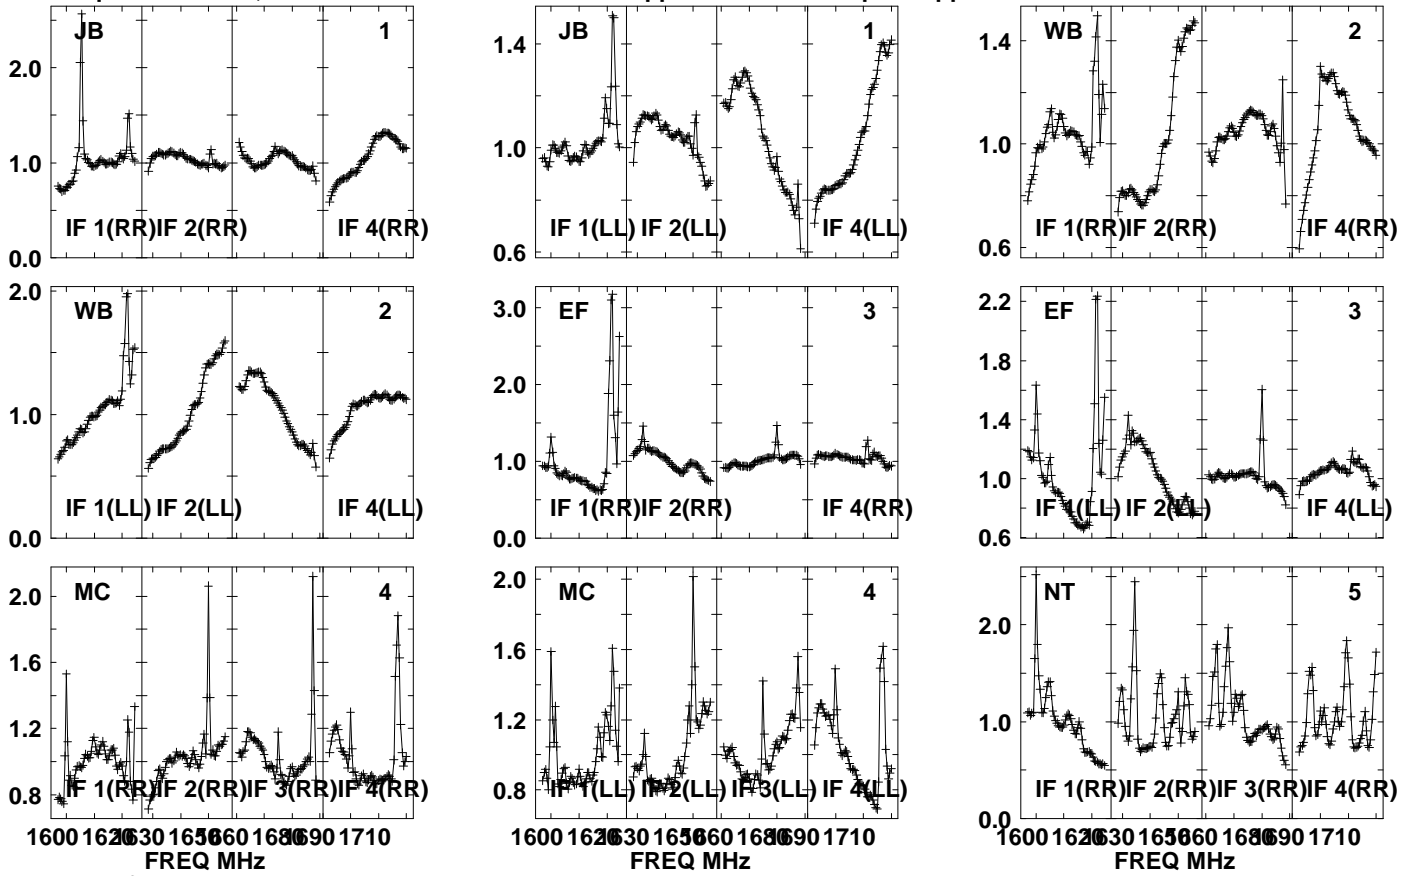 JB 1
2.0
1.0
0.0
IF 1(RR) IF 2(RR) IF 4(RR)
JB 1
1.4
1.0
0.6
IF 1(LL) IF 2(LL) IF 4(LL)
WB 2
1.4
1.0
0.6
IF 1(RR) IF 2(RR) IF 4(RR)
WB 2
2.0
1.0
0.0
IF 1(LL) IF 2(LL) IF 4(LL)
EF 3
3.0
2.0
1.0
0.0
IF 1(RR) IF 2(RR) IF 4(RR)
EF 3
2.2
1.8
1.4
1.0
0.6
IF 1(LL) IF 2(LL) IF 4(LL)
MC 4
2.0
1.6
1.2
0.8
IF 1(RR) IF 2(RR) IF 3(RR) IF 4(RR)
1600 1620 1630 1650 1660 1680 1690 1710
FREQ MHz
MC 4
2.0
1.6
1.2
0.8
IF 1(LL) IF 2(LL) IF 3(LL) IF 4(LL)
1600 1620 1630 1650 1660 1680 1690 1710
FREQ MHz
NT 5
2.0
1.0
0.0
IF 1(RR) IF 2(RR) IF 3(RR) IF 4(RR)
1600 1620 1630 1650 1660 1680 1690 1710
FREQ MHz